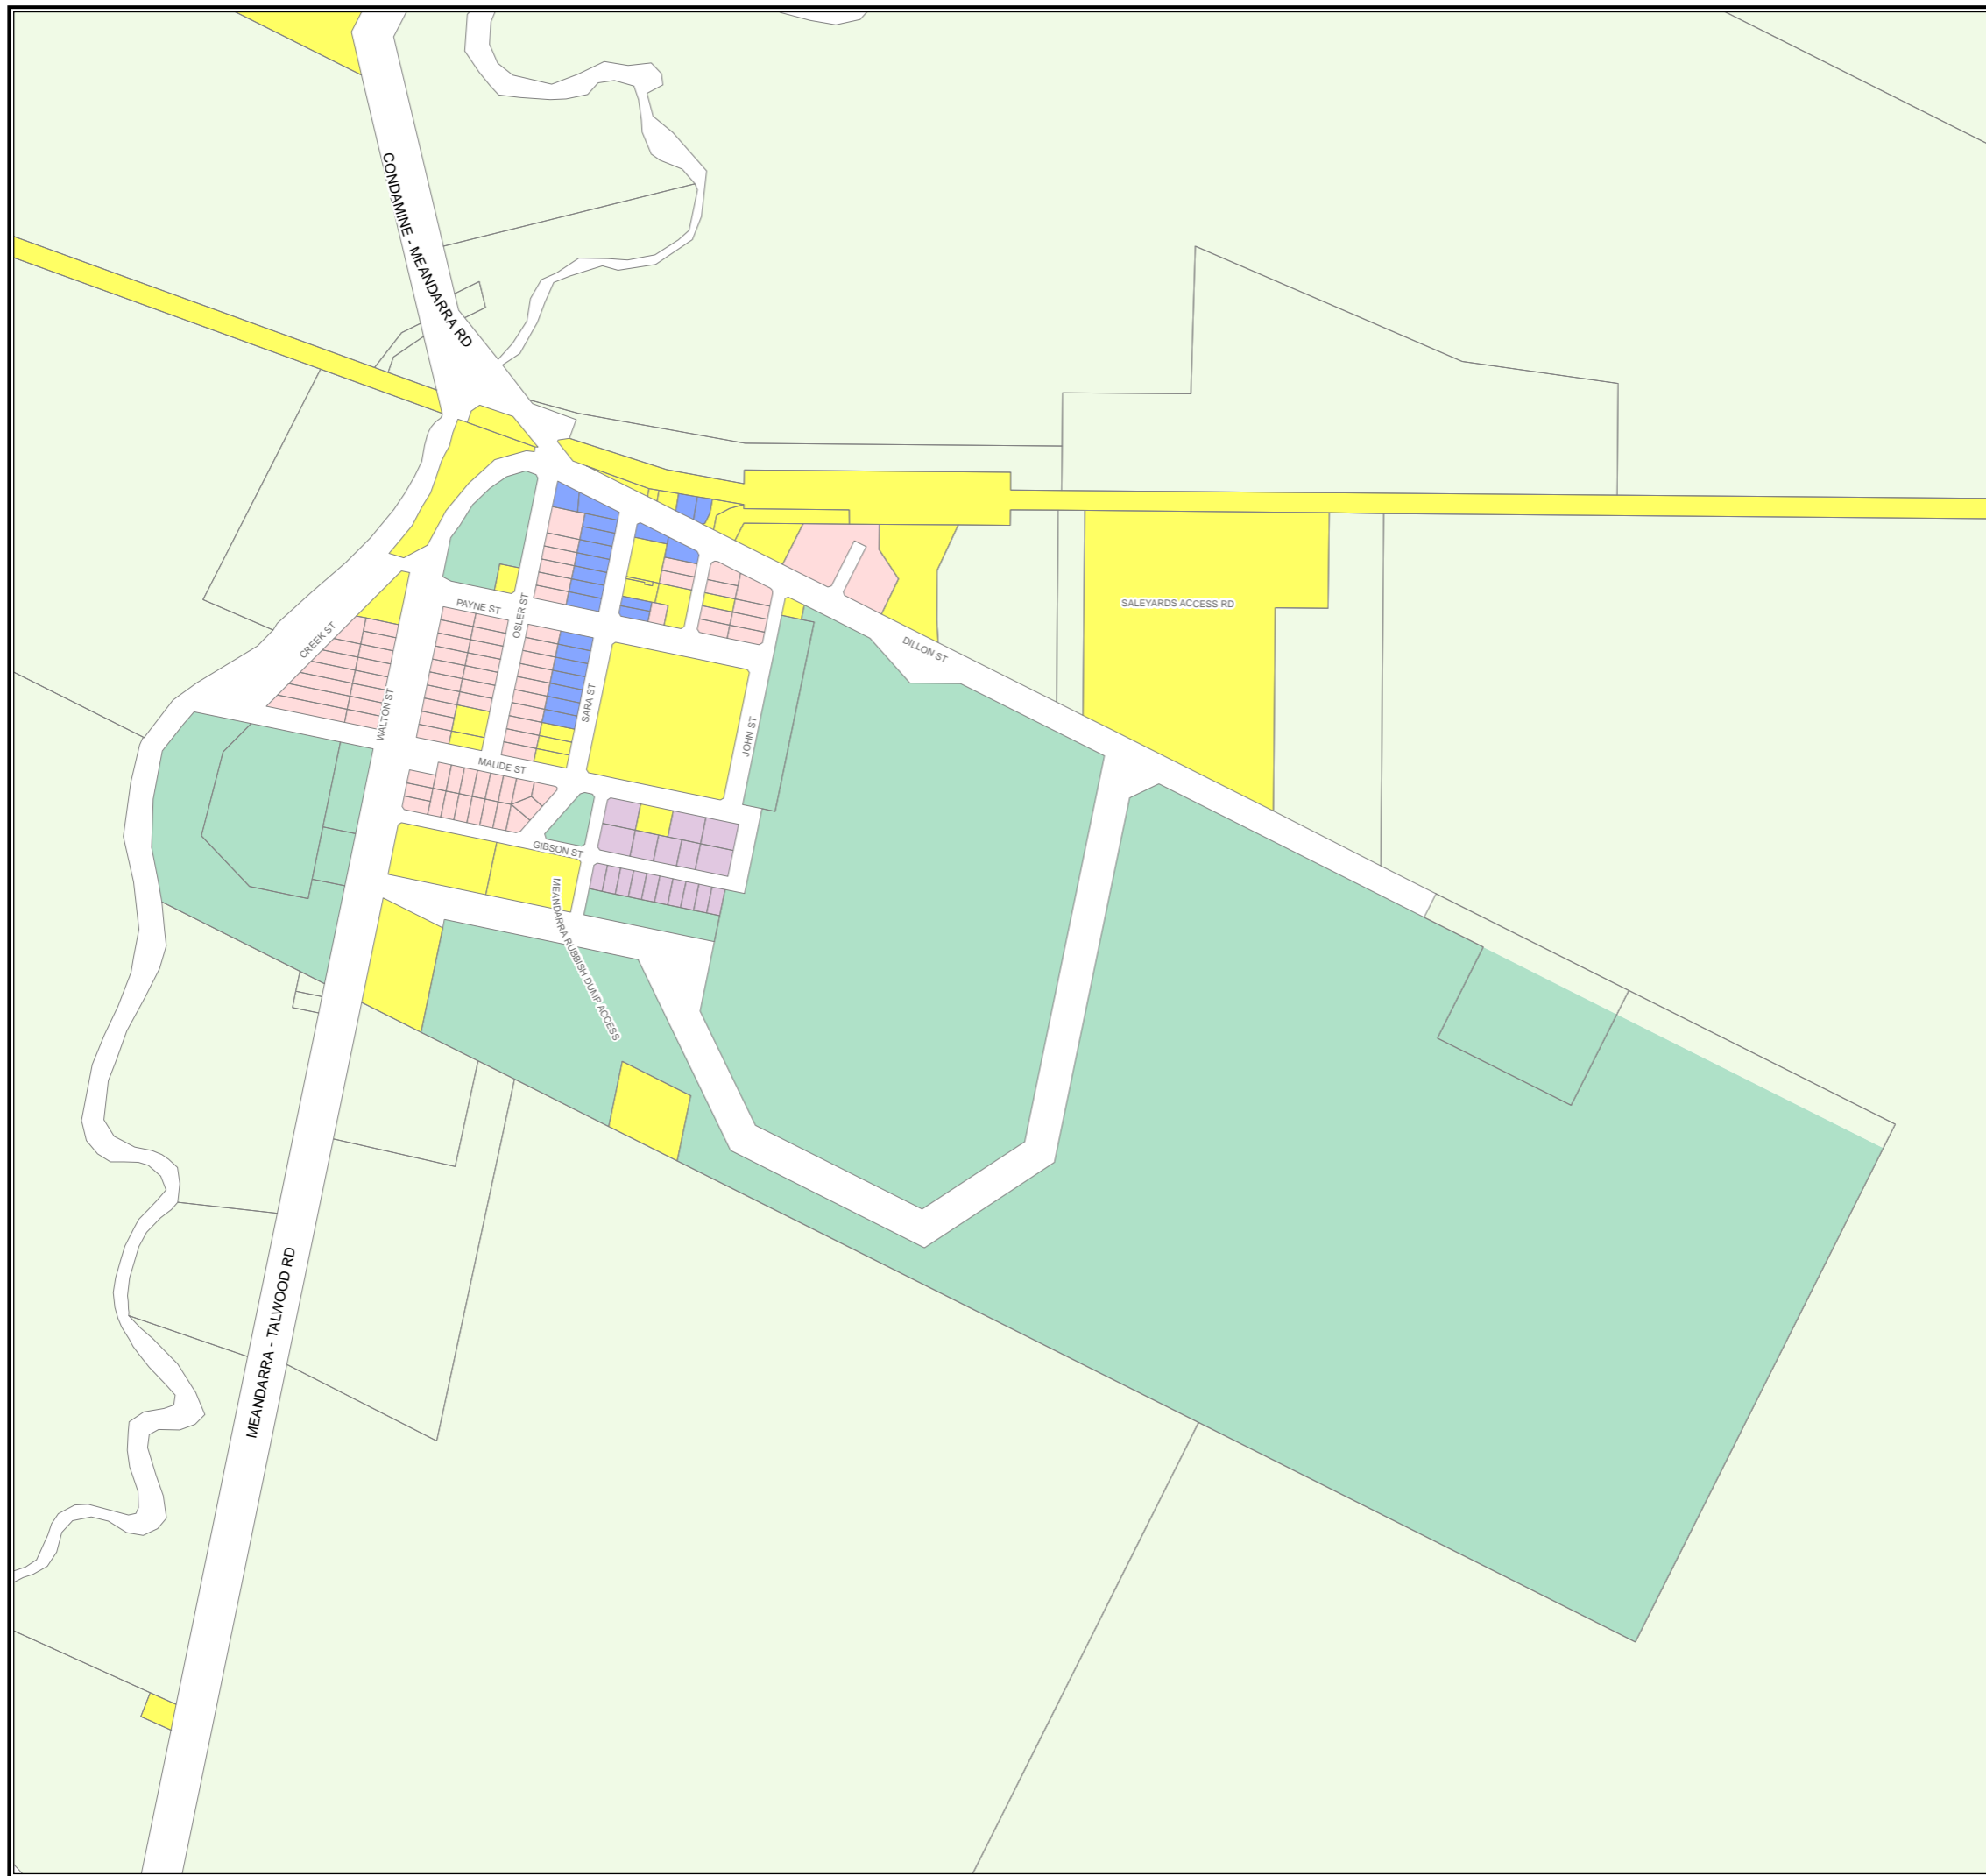 CONDAMINE - MEANDARRA RD
PAYNE ST
OSLER ST
SALEYARDS ACCESS RD
CREEK ST
DILLON ST
WALTON ST
SARA ST
JOHN ST
MAUDE ST
GIBSON ST
MEANDARRA RUBBISH DUMP ACCESS
MEANDARRA - TALWOOD RD